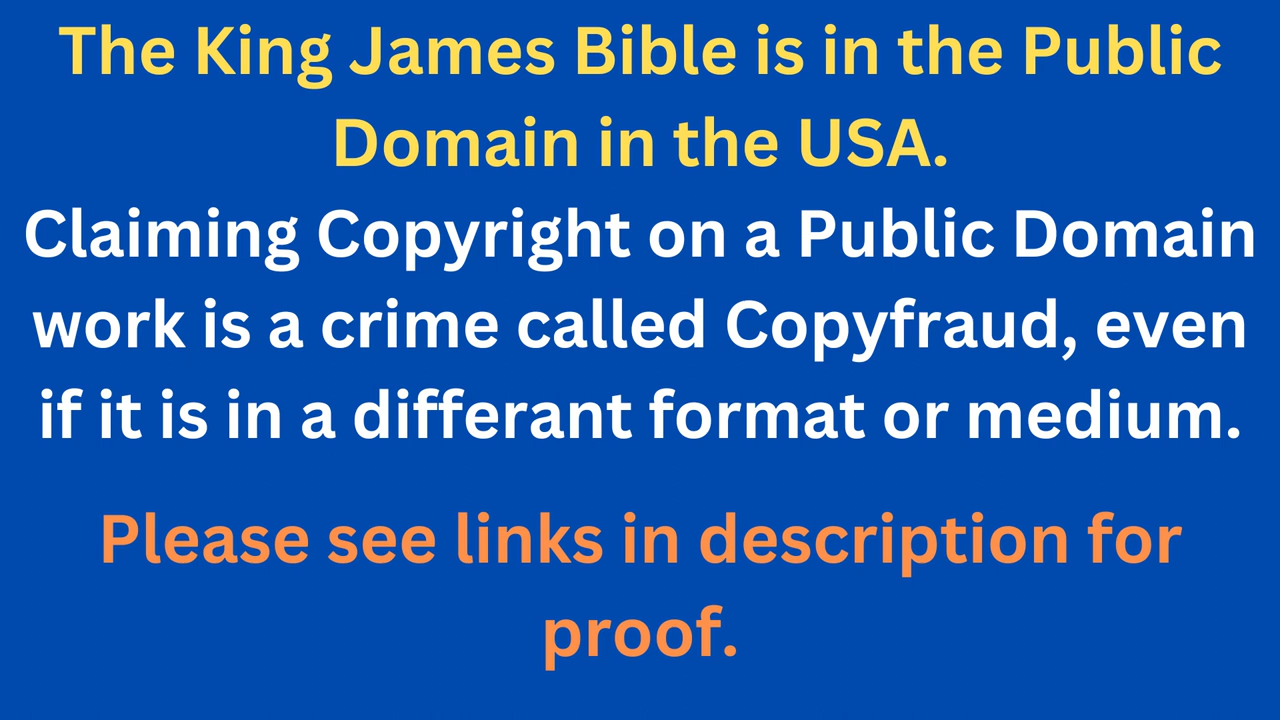 The King James Bible is in the Public
Domain in the USA.
Claiming Copyright on a Public Domain
work is a crime called Copyfraud, even
if it is in a differant format or medium.
Please see links in description for
proof.